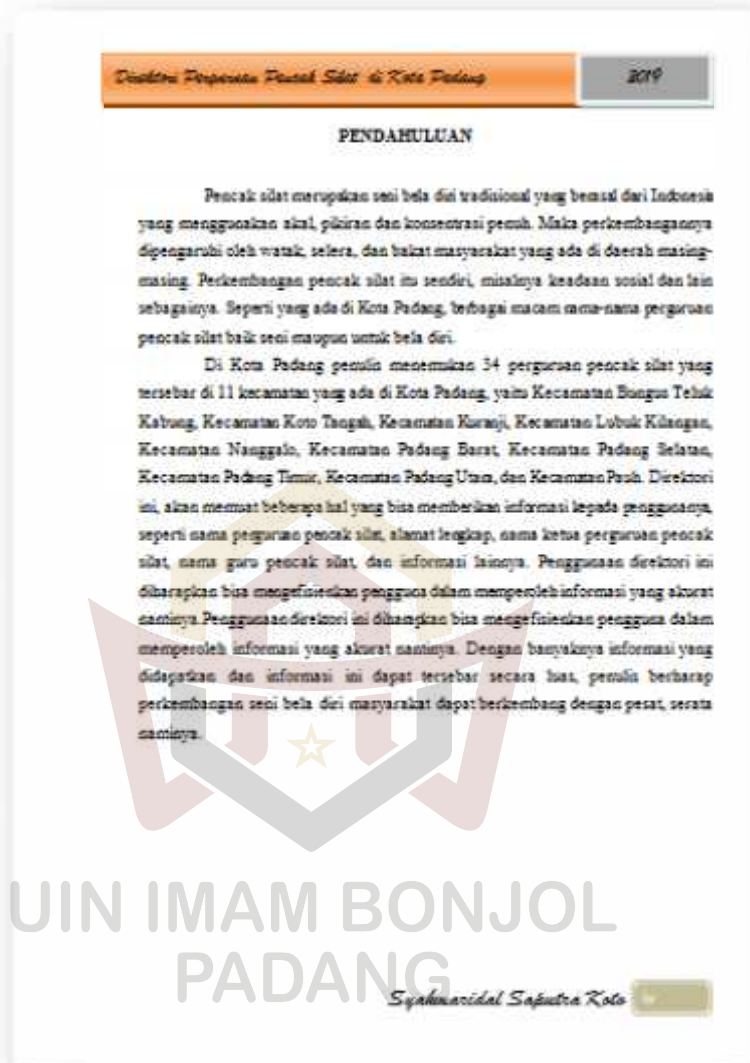 Direktori Perguruan Pencak Silat di Kota Padang 2019
PENDAHULUAN
Pencak silat merupakan seni bela diri tradisional yang berasal dari Indonesia
yang menggunakan akal, pikiran dan konsentrasi penuh. Maka perkembangannya
dipengaruhi oleh watak, selera, dan bakat masyarakat yang ada di daerah masing-
masing. Perkembangan pencak silat itu sendiri, misalnya keadaan sosial dan lain
sebagainya. Seperti yang ada di Kota Padang, berbagai macam nama-nama perguruan
pencak silat baik seni maupun untuk bela diri.
Di Kota Padang penulis menemukan 34 perguruan pencak silat yang
tersebar di 11 kecamatan yang ada di Kota Padang, yaitu Kecamatan Bungus Teluk
Kabung, Kecamatan Koto Tangah, Kecamatan Kuranji, Kecamatan Lubuk Kilangan,
Kecamatan Nanggalo, Kecamatan Padang Barat, Kecamatan Padang Selatan,
Kecamatan Padang Timur, Kecamatan Padang Utara, dan Kecamatan Pauh. Direktori
ini, akan memuat beberapa hal yang bisa memberikan informasi kepada penggunanya,
seperti nama perguruan pencak silat, alamat lengkap, nama ketua perguruan pencak
silat, nama guru pencak silat, dan informasi lainnya. Penggunaan direktori ini
diharapkan bisa mengefisienkan pengguna dalam memperoleh informasi yang akurat
nantinya.Penggunaan direktori ini diharapkan bisa mengefisienkan pengguna dalam
memperoleh informasi yang akurat nantinya. Dengan banyaknya informasi yang
didapatkan dan informasi ini dapat tersebar secara luas, penulis berharap
perkembangan seni bela diri masyarakat dapat berkembang dengan pesat, serata
nantinya.
UIN IMAM BONJOL
PADANG
Syahmaridal Saputra Koto